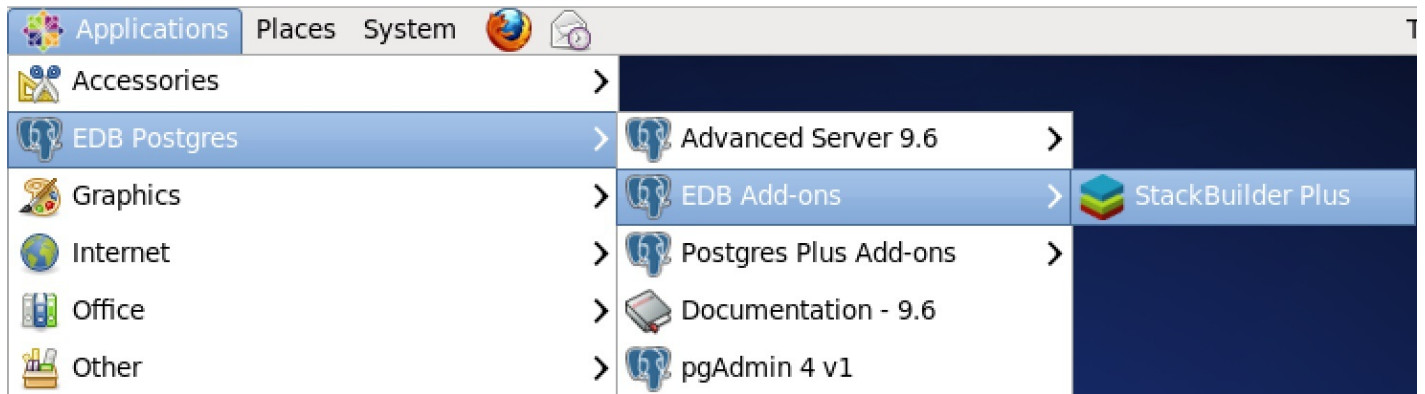 Applications Places System
Accessories
EDB Postgres
Advanced Server 9.6
Graphics
EDB Add-ons
StackBuilder Plus
Internet
Postgres Plus Add-ons
Office
Documentation - 9.6
Other
pgAdmin 4 v1